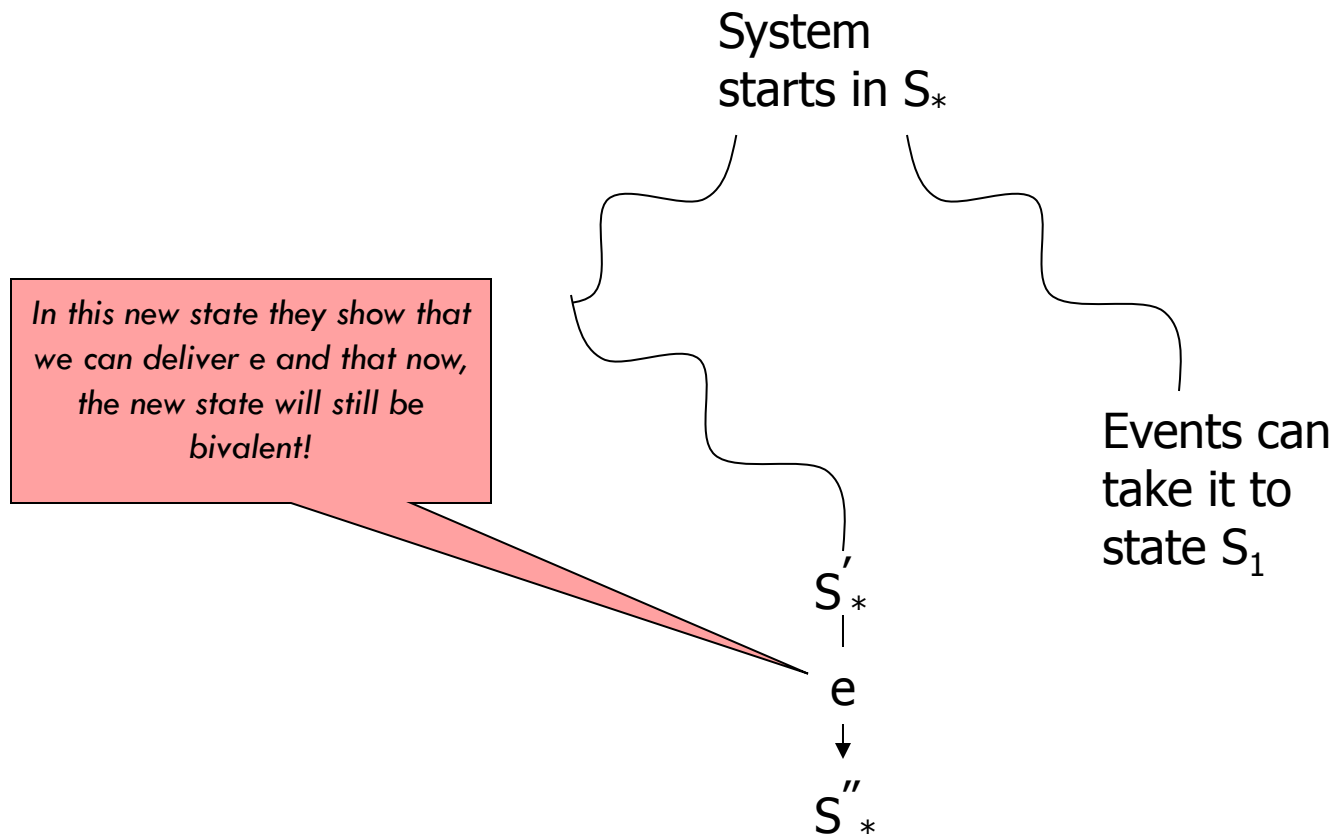 System
starts in S*
In this new state they show that
we can deliver e and that now,
the new state will still be
bivalent!
Events can
take it to
state S₁
S'*
e
S"*